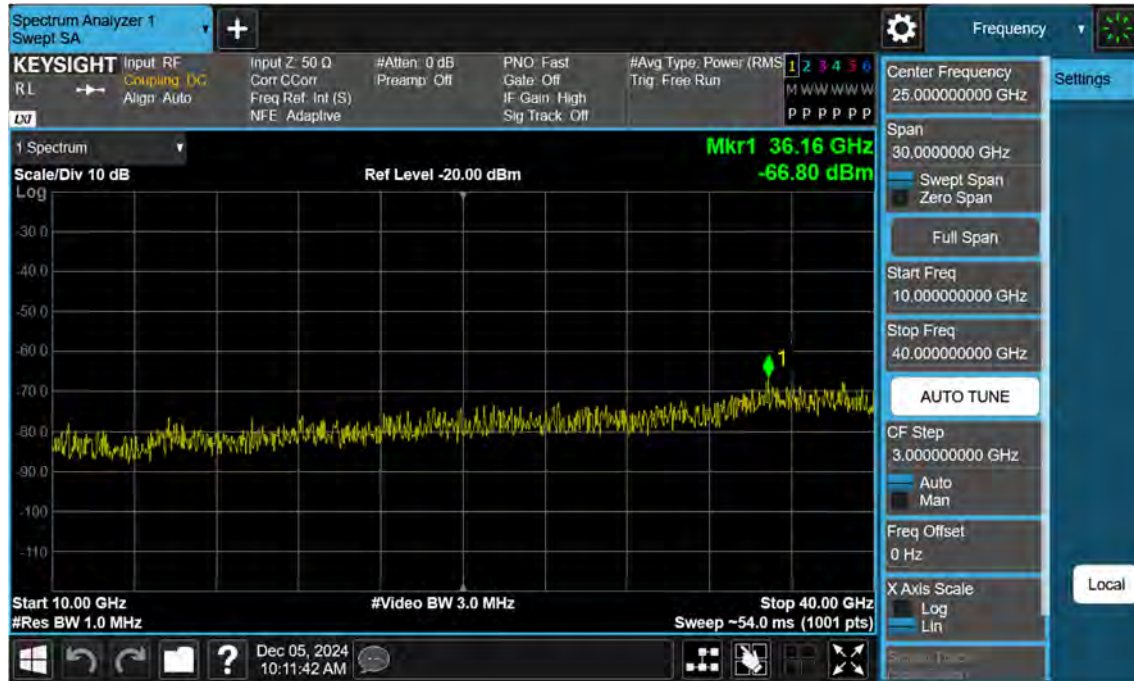 Spectrum Analyzer 1
Swept SA
+
Frequency
KEYSIGHT
RL
LXI
Input: RF
Coupling: DC
Align: Auto
Input Z: 50 Ω
Corr CCorr
Freq Ref: Int (S)
NFE: Adaptive
#Atten: 0 dB
Preamp: Off
PNO: Fast
Gate: Off
IF Gain: High
Sig Track: Off
#Avg Type: Power (RMS
Trig: Free Run
1 2 3 4 5 6
M W W W W W
P P P P P P
1 Spectrum
Scale/Div 10 dB
Ref Level -20.00 dBm
Mkr1 36.16 GHz
-66.80 dBm
Log
-30.0
-40.0
-50.0
-60.0
-70.0
-80.0
-90.0
-100
-110
1
Start 10.00 GHz
#Video BW 3.0 MHz
Stop 40.00 GHz
#Res BW 1.0 MHz
Sweep ~54.0 ms (1001 pts)
Center Frequency
25.000000000 GHz
Settings
Span
30.0000000 GHz
Swept Span
Zero Span
Full Span
Start Freq
10.000000000 GHz
Stop Freq
40.000000000 GHz
AUTO TUNE
CF Step
3.000000000 GHz
Auto
Man
Freq Offset
0 Hz
X Axis Scale
Log
Lin
Local
?
Dec 05, 2024
10:11:42 AM